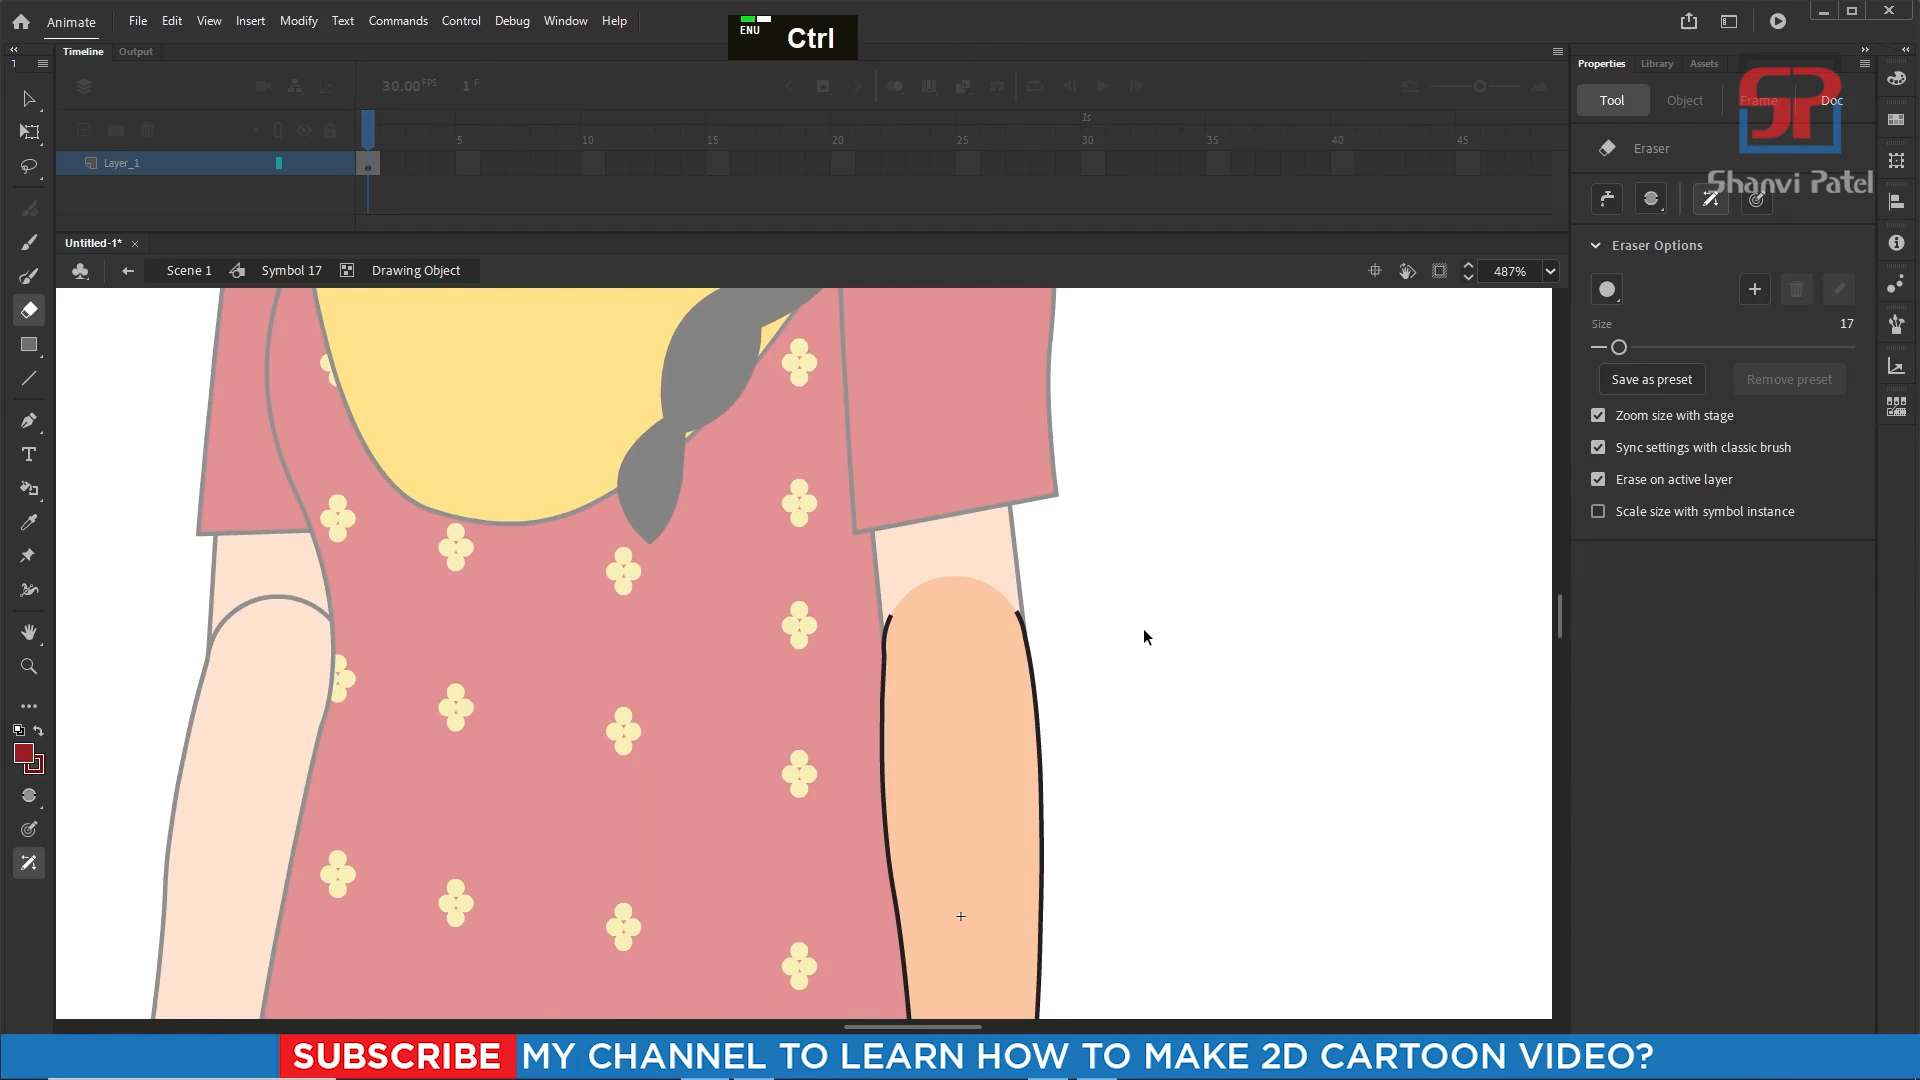 Animate File Edit View Insert Modify Text Commands Control Debug Window Help
ENU Ctrl
Timeline Output
Properties Library Assets
30.00 FPS 1 F
Tool Object Frame Doc
1s
5 10 15 20 25 30 35 40 45
Layer_1
Eraser
Shanvi Patel
Untitled-1*
Scene 1 Symbol 17 Drawing Object 487%
Eraser Options
Size 17
Save as preset Remove preset
Zoom size with stage
Sync settings with classic brush
Erase on active layer
Scale size with symbol instance
SUBSCRIBE MY CHANNEL TO LEARN HOW TO MAKE 2D CARTOON VIDEO?